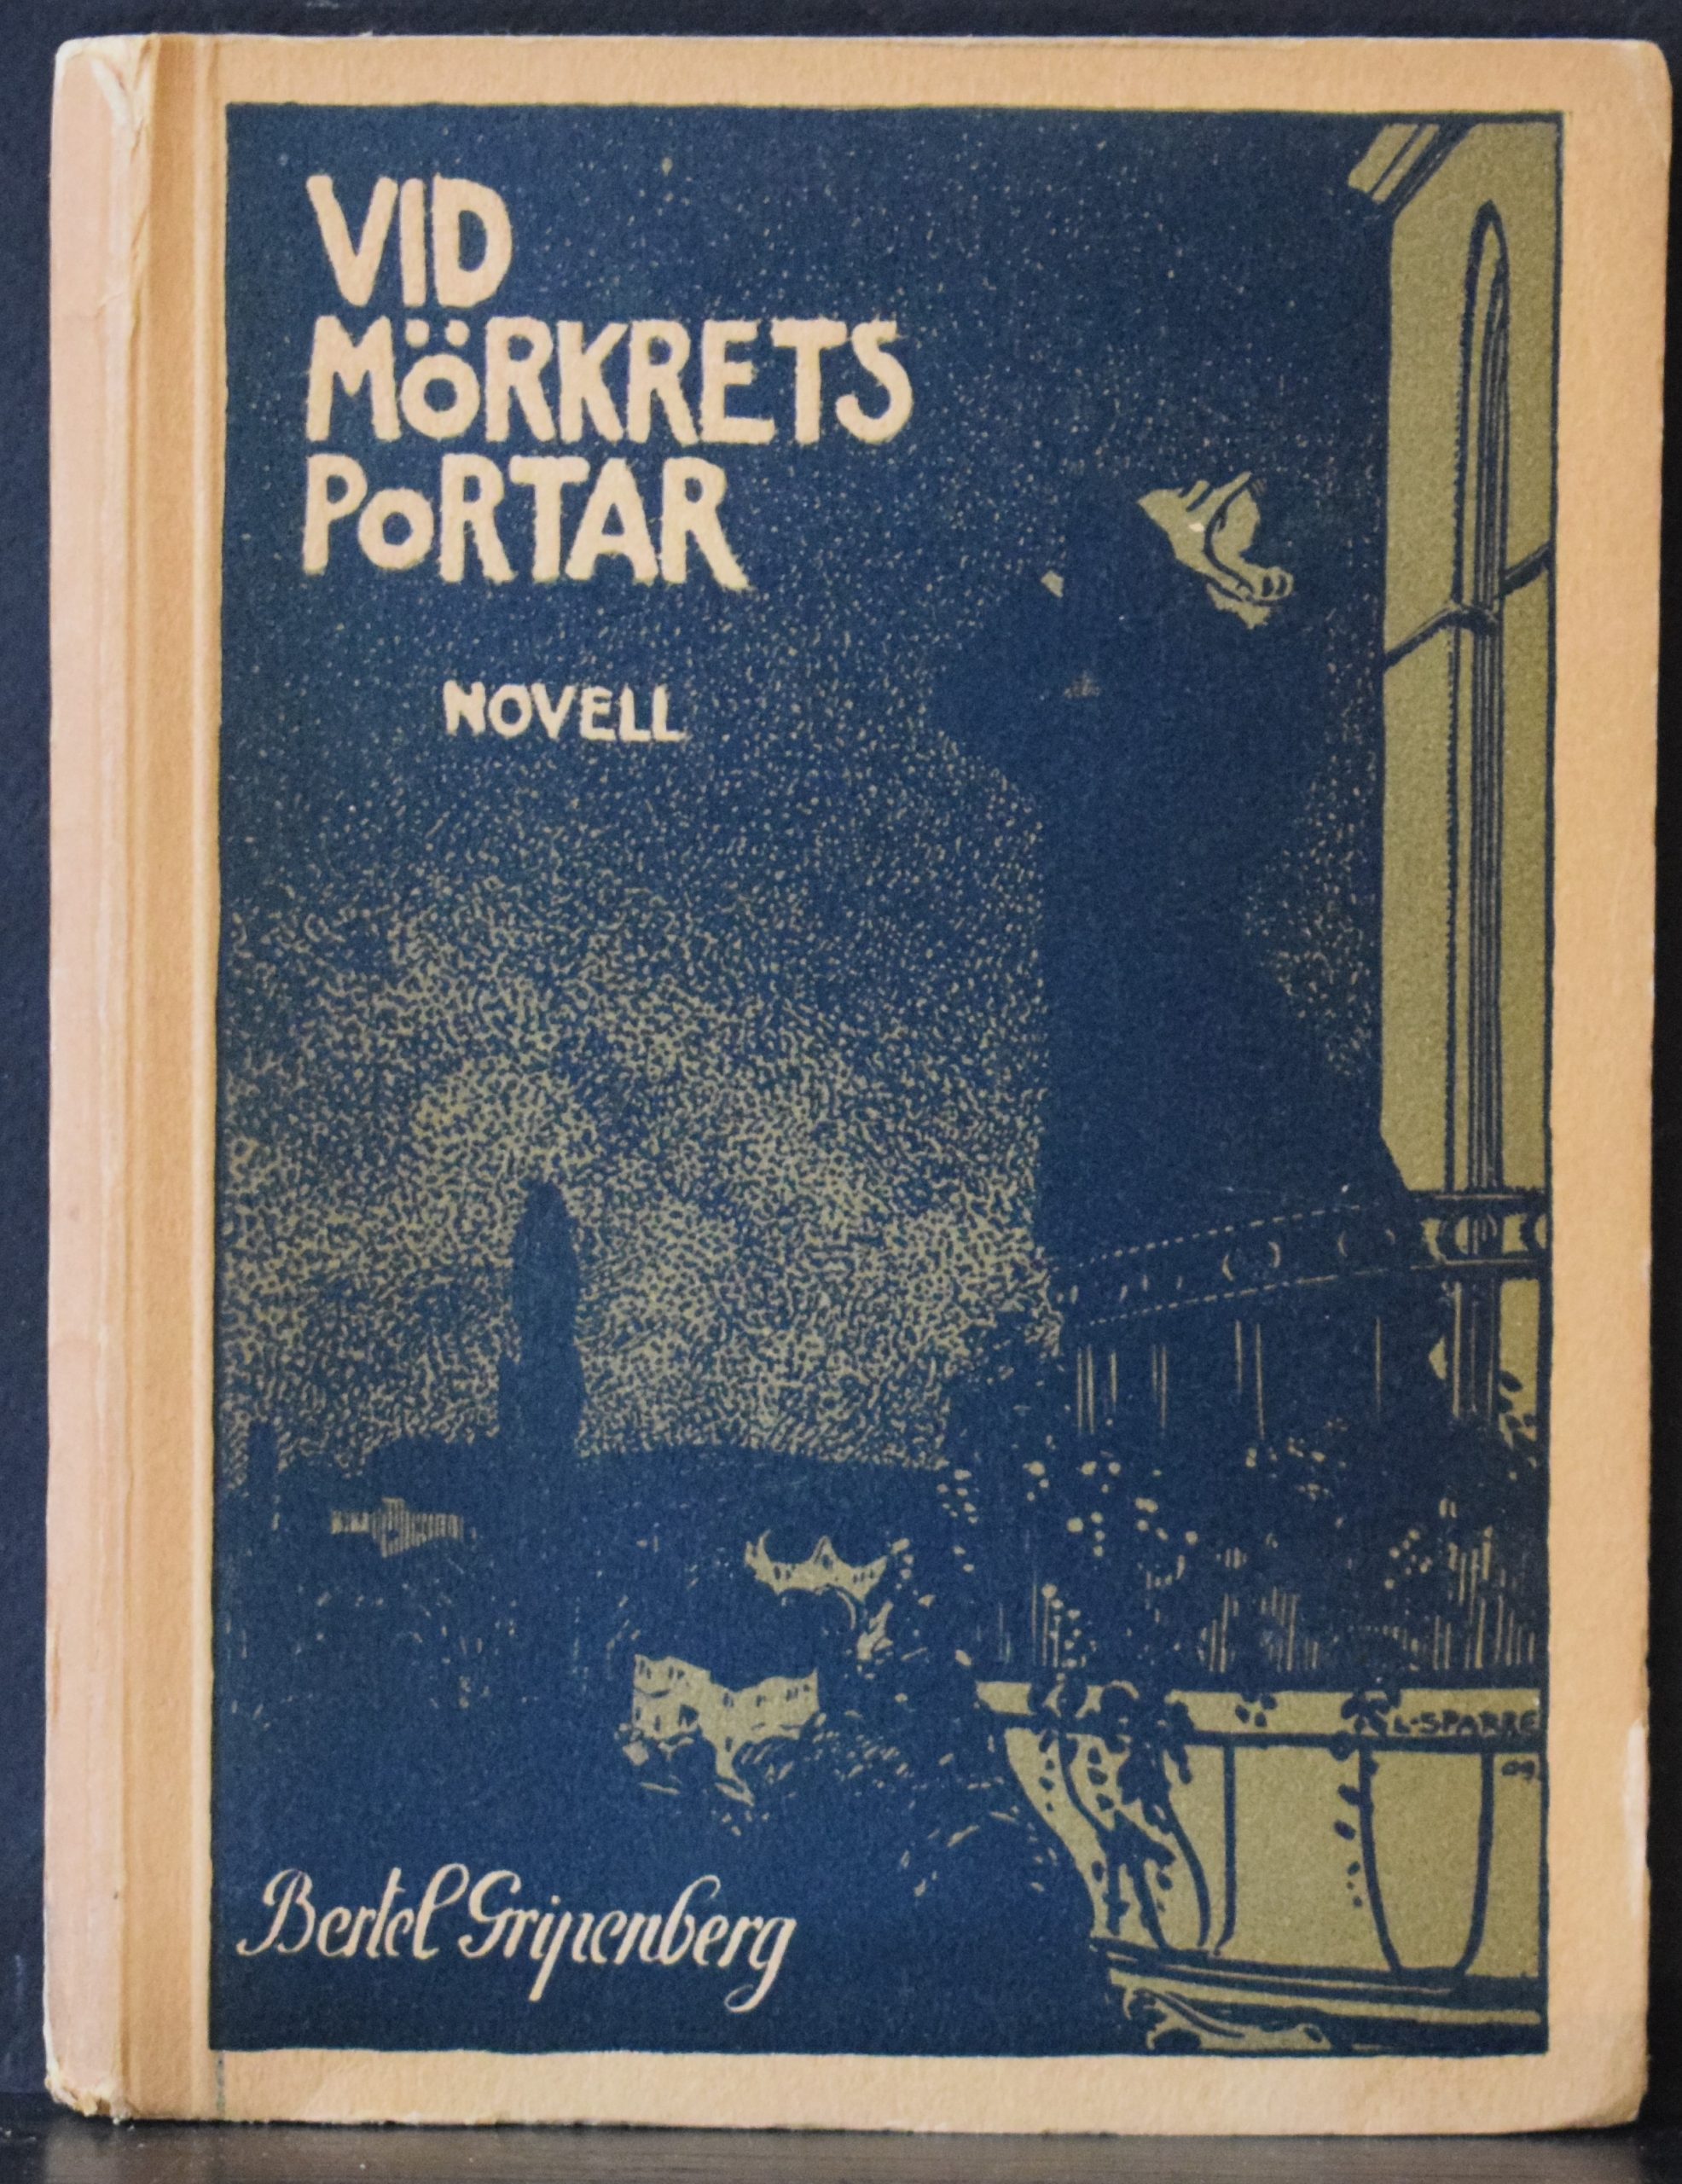 VID
MÖRKRETS
PORTAR
NOVELL
L·SPARRE
09.
Bertel Gripenberg